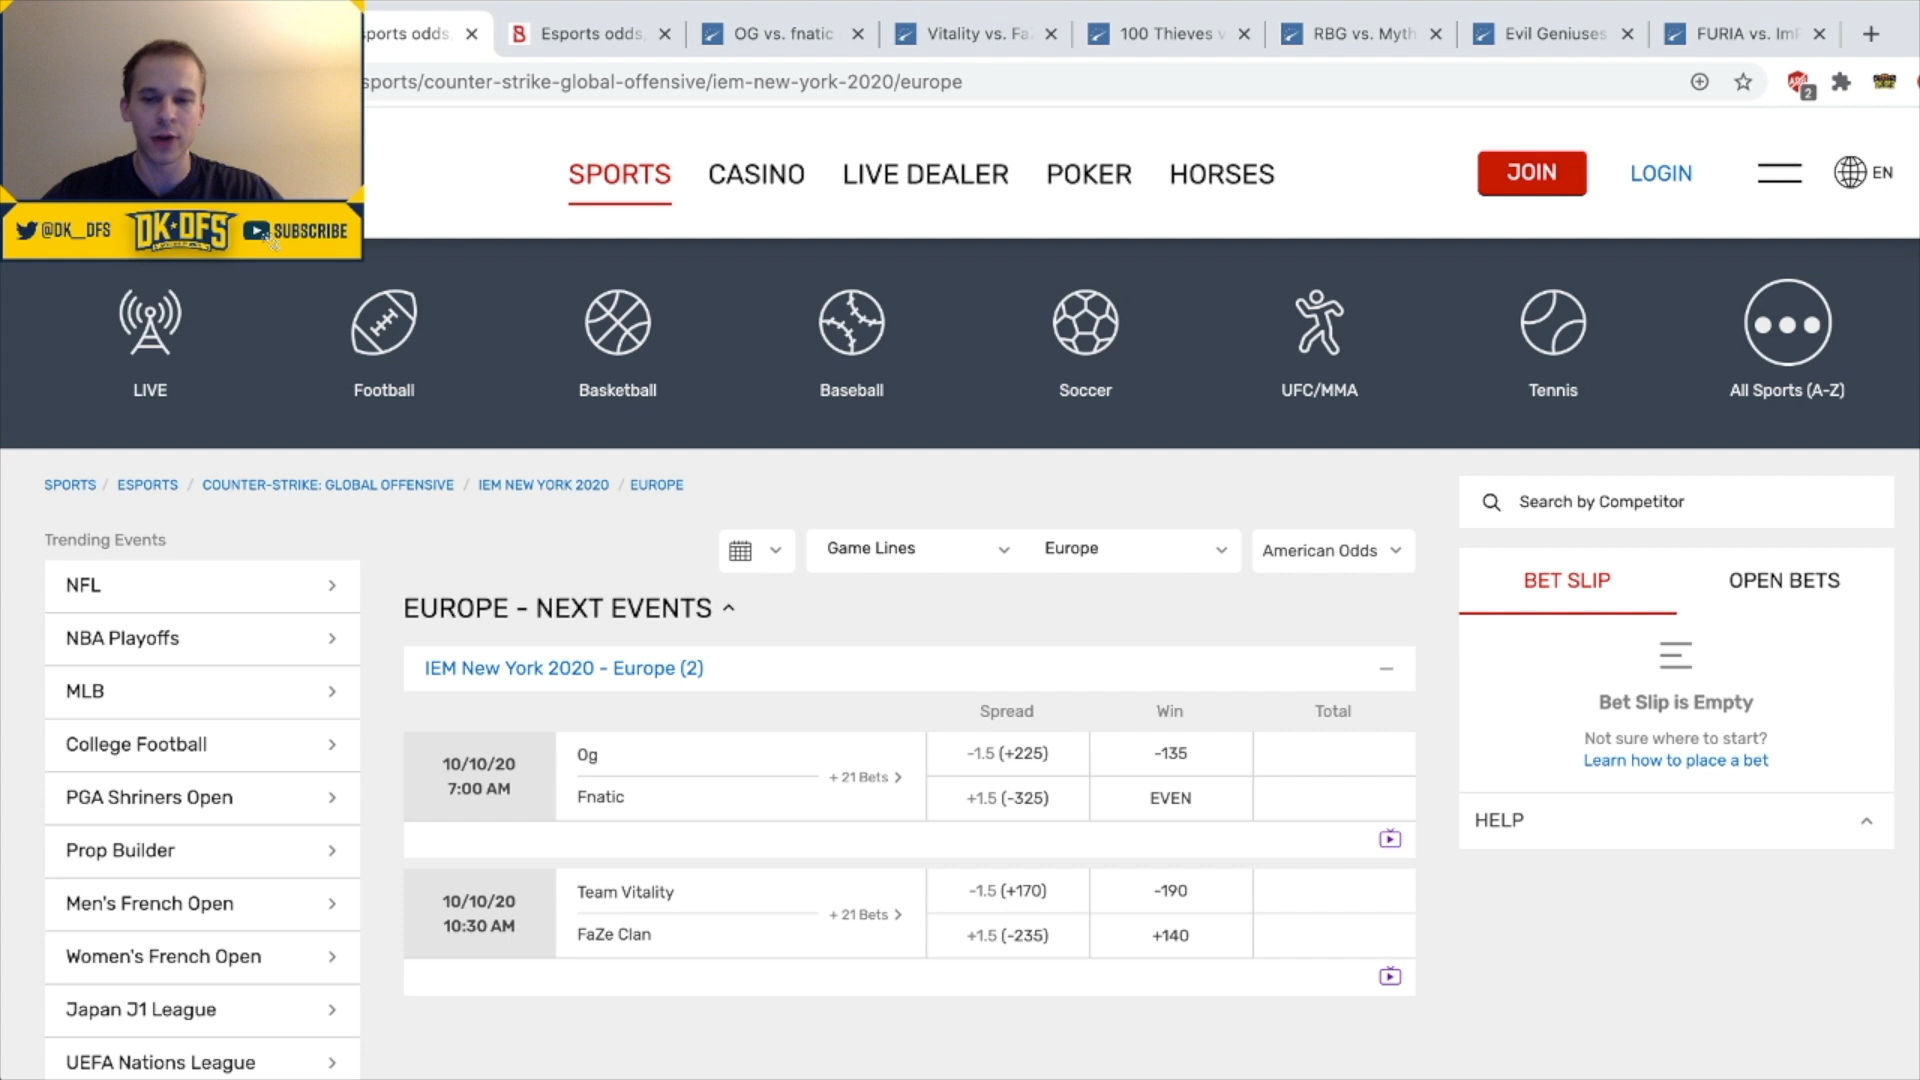 sports odds,
Esports odds,
OG vs. fnatic
Vitality vs. Fa
100 Thieves v
RBG vs. Myth
Evil Geniuses
FURIA vs. Im
sports/counter-strike-global-offensive/iem-new-york-2020/europe
2
@DK__DFS
DK DFS
SUBSCRIBE
SPORTS
CASINO
LIVE DEALER
POKER
HORSES
JOIN
LOGIN
EN
LIVE
Football
Basketball
Baseball
Soccer
UFC/MMA
Tennis
All Sports (A-Z)
SPORTS / ESPORTS / COUNTER-STRIKE: GLOBAL OFFENSIVE / IEM NEW YORK 2020 / EUROPE
Search by Competitor
Trending Events
NFL
NBA Playoffs
MLB
College Football
PGA Shriners Open
Prop Builder
Men's French Open
Women's French Open
Japan J1 League
UEFA Nations League
Game Lines
Europe
American Odds
EUROPE - NEXT EVENTS
IEM New York 2020 - Europe (2)
Spread Win Total
10/10/20
7:00 AM
Og
Fnatic
+ 21 Bets
-1.5 (+225) -135
+1.5 (-325) EVEN
10/10/20
10:30 AM
Team Vitality
FaZe Clan
+ 21 Bets
-1.5 (+170) -190
+1.5 (-235) +140
BET SLIP
OPEN BETS
Bet Slip is Empty
Not sure where to start?
Learn how to place a bet
HELP